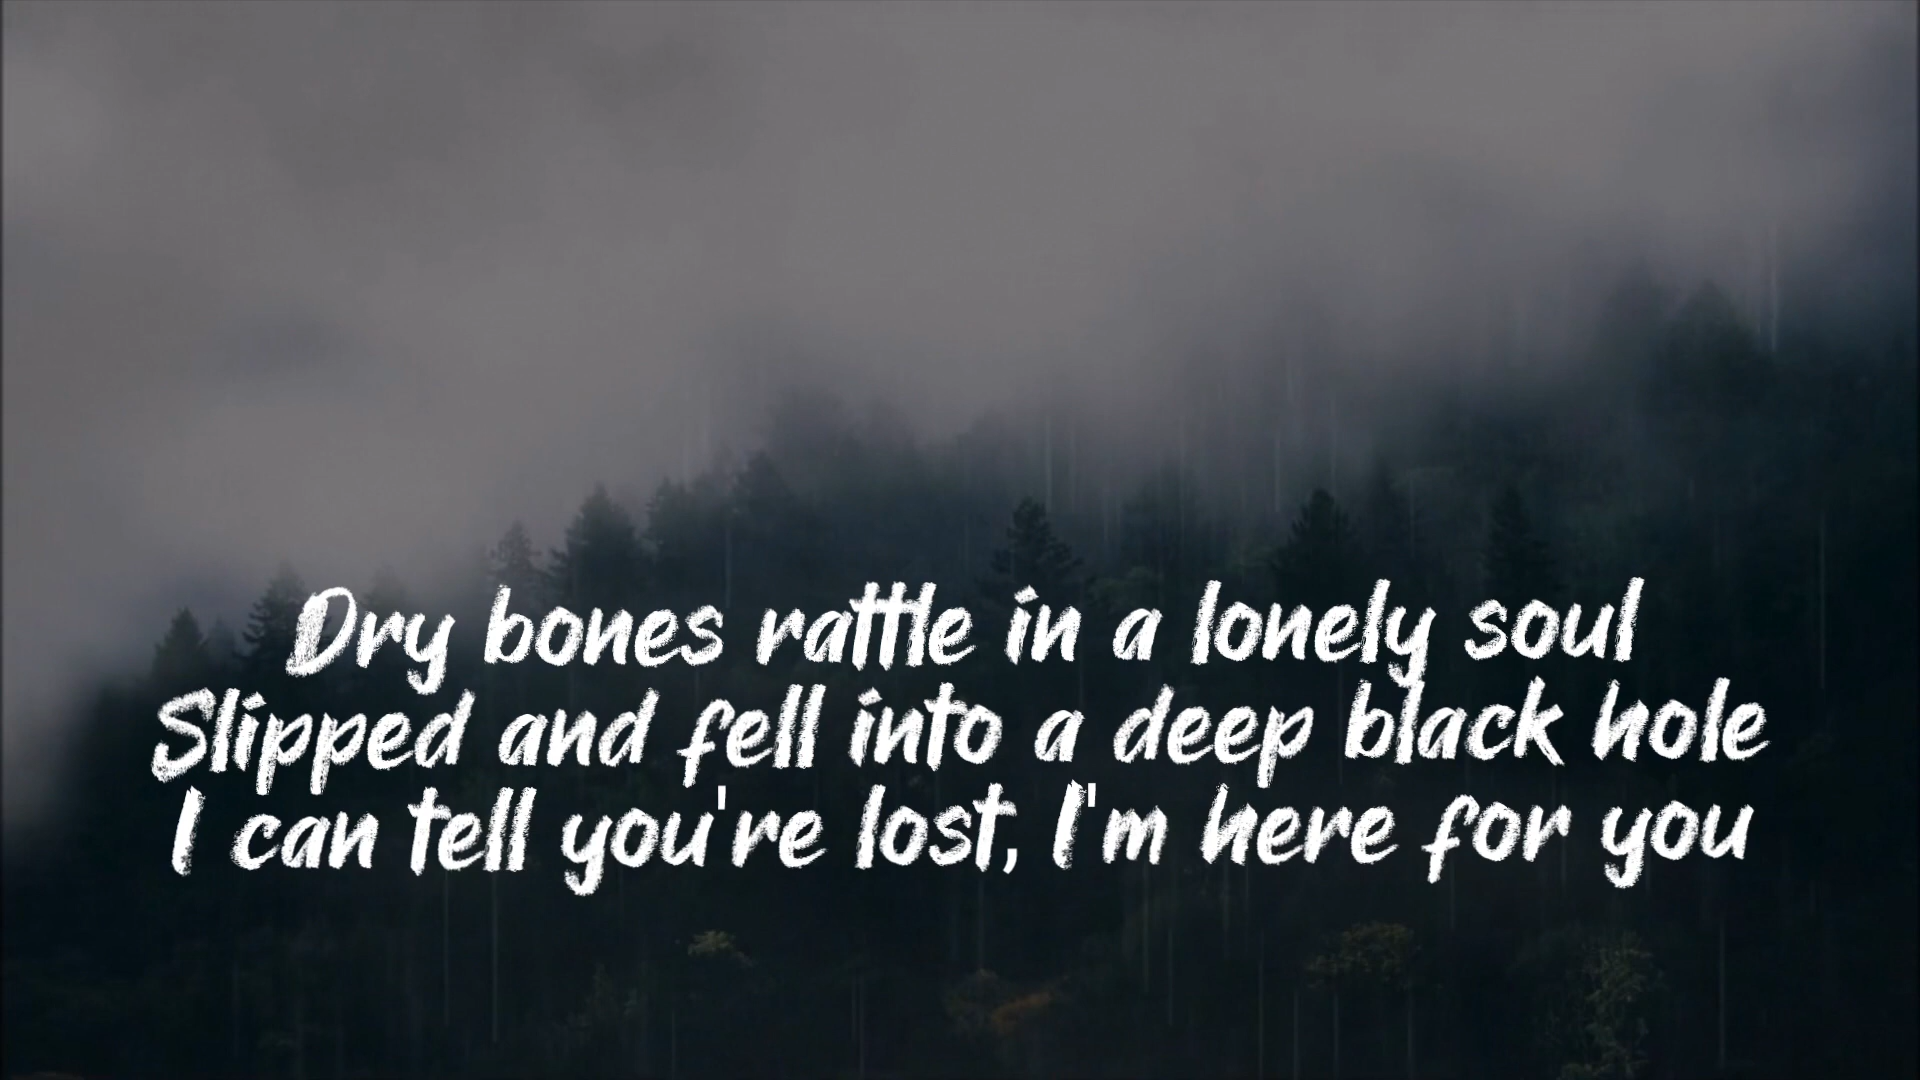 Dry bones rattle in a lonely soul
Slipped and fell into a deep black hole
I can tell you're lost, I'm here for you